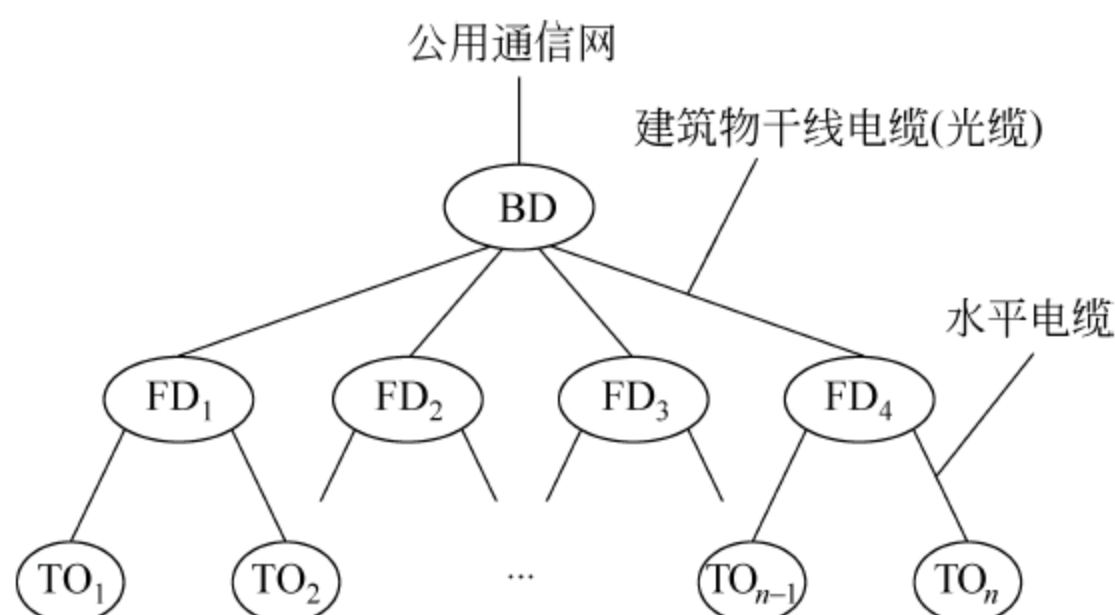 公用通信网
建筑物干线电缆(光缆)
BD
水平电缆
FD₁
FD₂
FD₃
FD₄
TO₁
TO₂
...
TOₙ₋₁
TOₙ